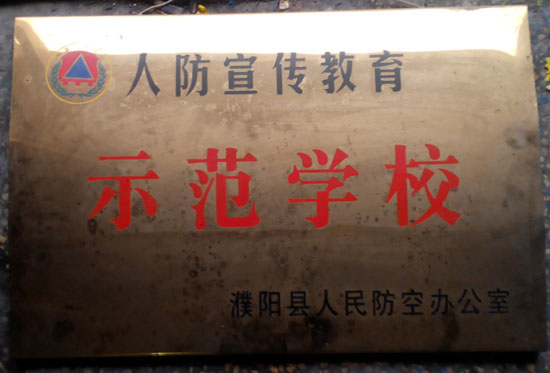 人防宣传教育
示范学校
濮阳县人民防空办公室